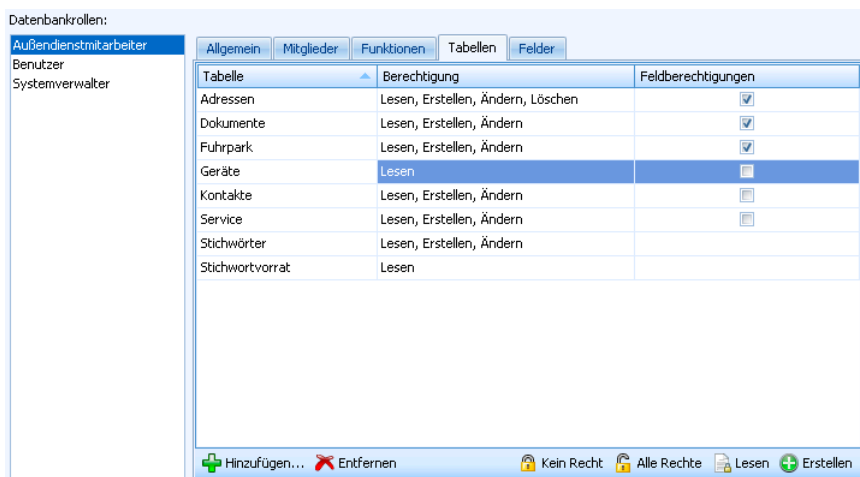 Datenbankrollen:
Außendienstmitarbeiter
Benutzer
Systemverwalter
Allgemein Mitglieder Funktionen Tabellen Felder
Tabelle Berechtigung Feldberechtigungen
Adressen Lesen, Erstellen, Ändern, Löschen
Dokumente Lesen, Erstellen, Ändern
Fuhrpark Lesen, Erstellen, Ändern
Geräte Lesen
Kontakte Lesen, Erstellen, Ändern
Service Lesen, Erstellen, Ändern
Stichwörter Lesen, Erstellen, Ändern
Stichwortvorrat Lesen
Hinzufügen... Entfernen Kein Recht Alle Rechte Lesen Erstellen